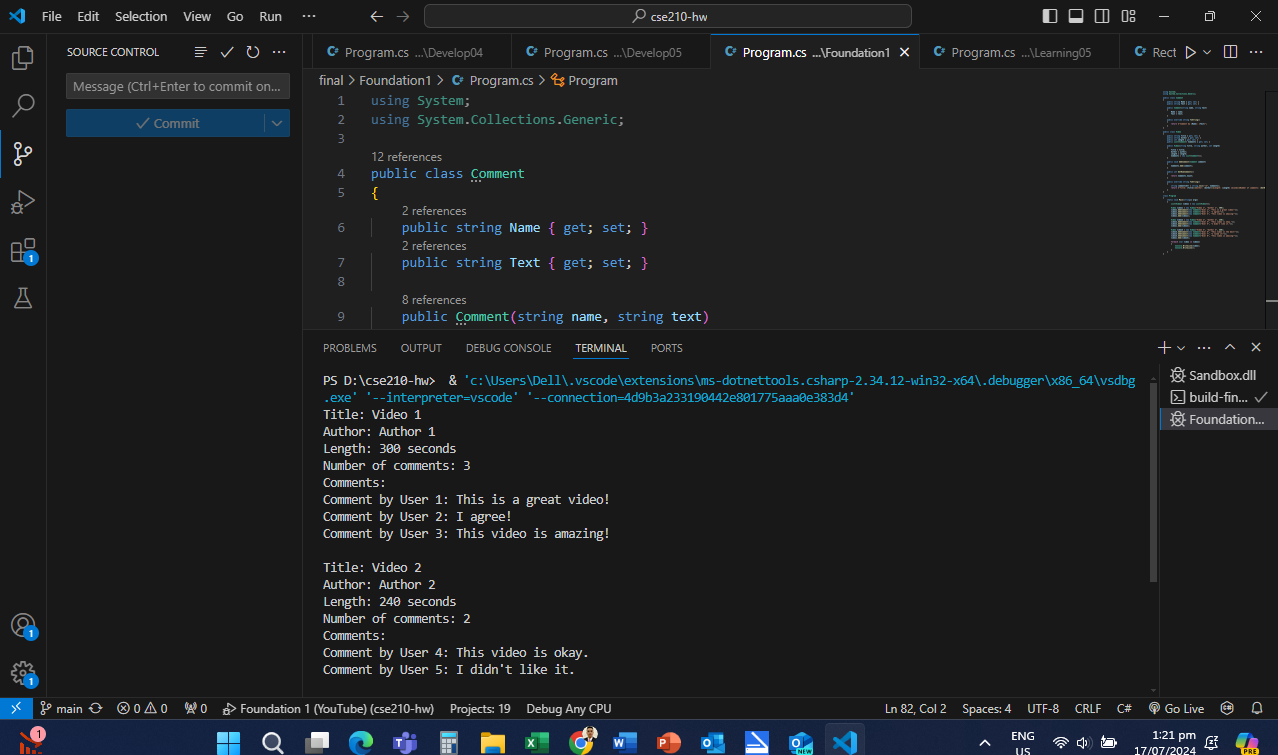 File Edit Selection View Go Run ···
cse210-hw
SOURCE CONTROL
Message (Ctrl+Enter to commit on...
Commit
1
1
1
Program.cs ...\Develop04
Program.cs ...\Develop05
Program.cs ...\Foundation1
Program.cs ...\Learning05
Rect
final > Foundation1 > Program.cs > Program
1 using System;
2 using System.Collections.Generic;
3
12 references
4 public class Comment
5 {
2 references
6 public string Name { get; set; }
2 references
7 public string Text { get; set; }
8
8 references
9 public Comment(string name, string text)
PROBLEMS OUTPUT DEBUG CONSOLE TERMINAL PORTS
PS D:\cse210-hw>  & 'c:\Users\Dell\.vscode\extensions\ms-dotnettools.csharp-2.34.12-win32-x64\.debugger\x86_64\vsdbg
.exe' '--interpreter=vscode' '--connection=4d9b3a233190442e801775aaa0e383d4'
Title: Video 1
Author: Author 1
Length: 300 seconds
Number of comments: 3
Comments:
Comment by User 1: This is a great video!
Comment by User 2: I agree!
Comment by User 3: This video is amazing!
Title: Video 2
Author: Author 2
Length: 240 seconds
Number of comments: 2
Comments:
Comment by User 4: This video is okay.
Comment by User 5: I didn't like it.
Sandbox.dll
build-fin...
Foundation...
main 0 0 0 Foundation 1 (YouTube) (cse210-hw) Projects: 19 Debug Any CPU Ln 82, Col 2 Spaces: 4 UTF-8 CRLF C# Go Live
1
NEW
ENG
US
1:21 pm
17/07/2024
PRE